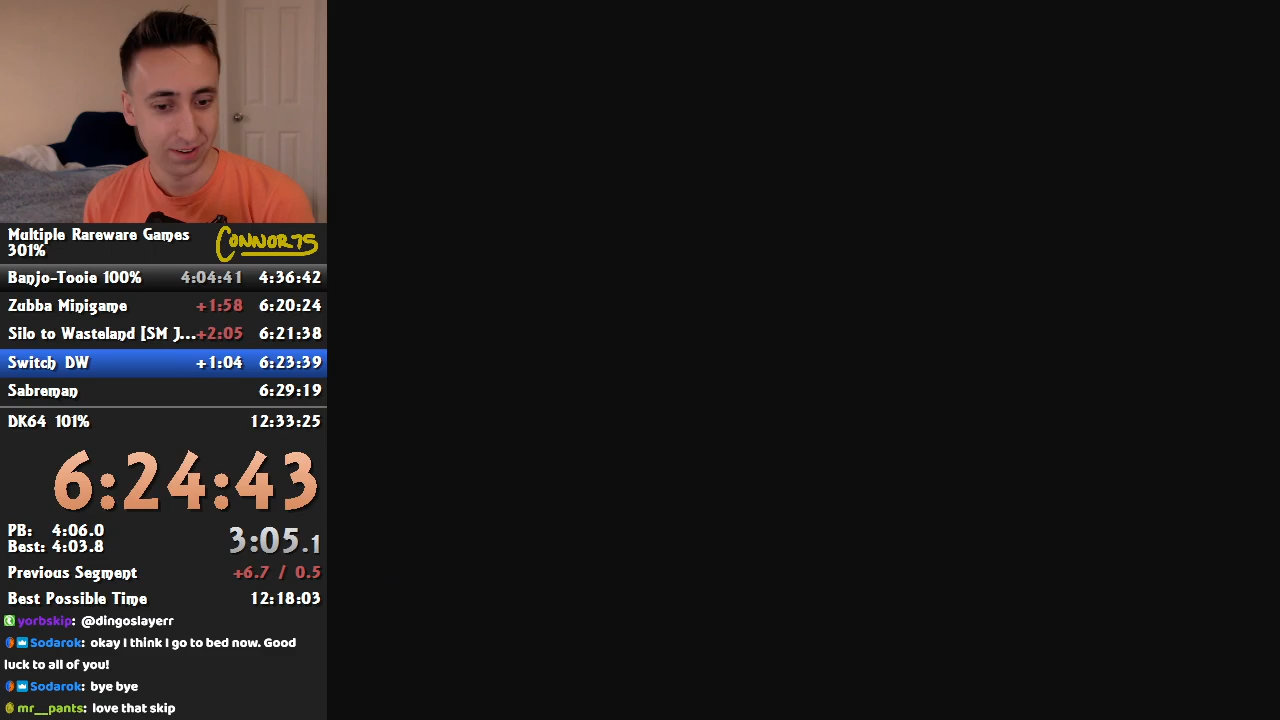 Multiple Rareware Games
301%
CONNOR75
Banjo-Tooie 100% 4:04:41 4:36:42
Zubba Minigame +1:58 6:20:24
Silo to Wasteland [SM J...+2:05 6:21:38
Switch DW +1:04 6:23:39
Sabreman 6:29:19
DK64 101% 12:33:25
6:24:43
PB: 4:06.0
Best: 4:03.8
3:05.1
Previous Segment +6.7 / 0.5
Best Possible Time 12:18:03
yorbskip: @dingoslayerr
Sodarok: okay I think I go to bed now. Good
luck to all of you!
Sodarok: bye bye
mr__pants: love that skip